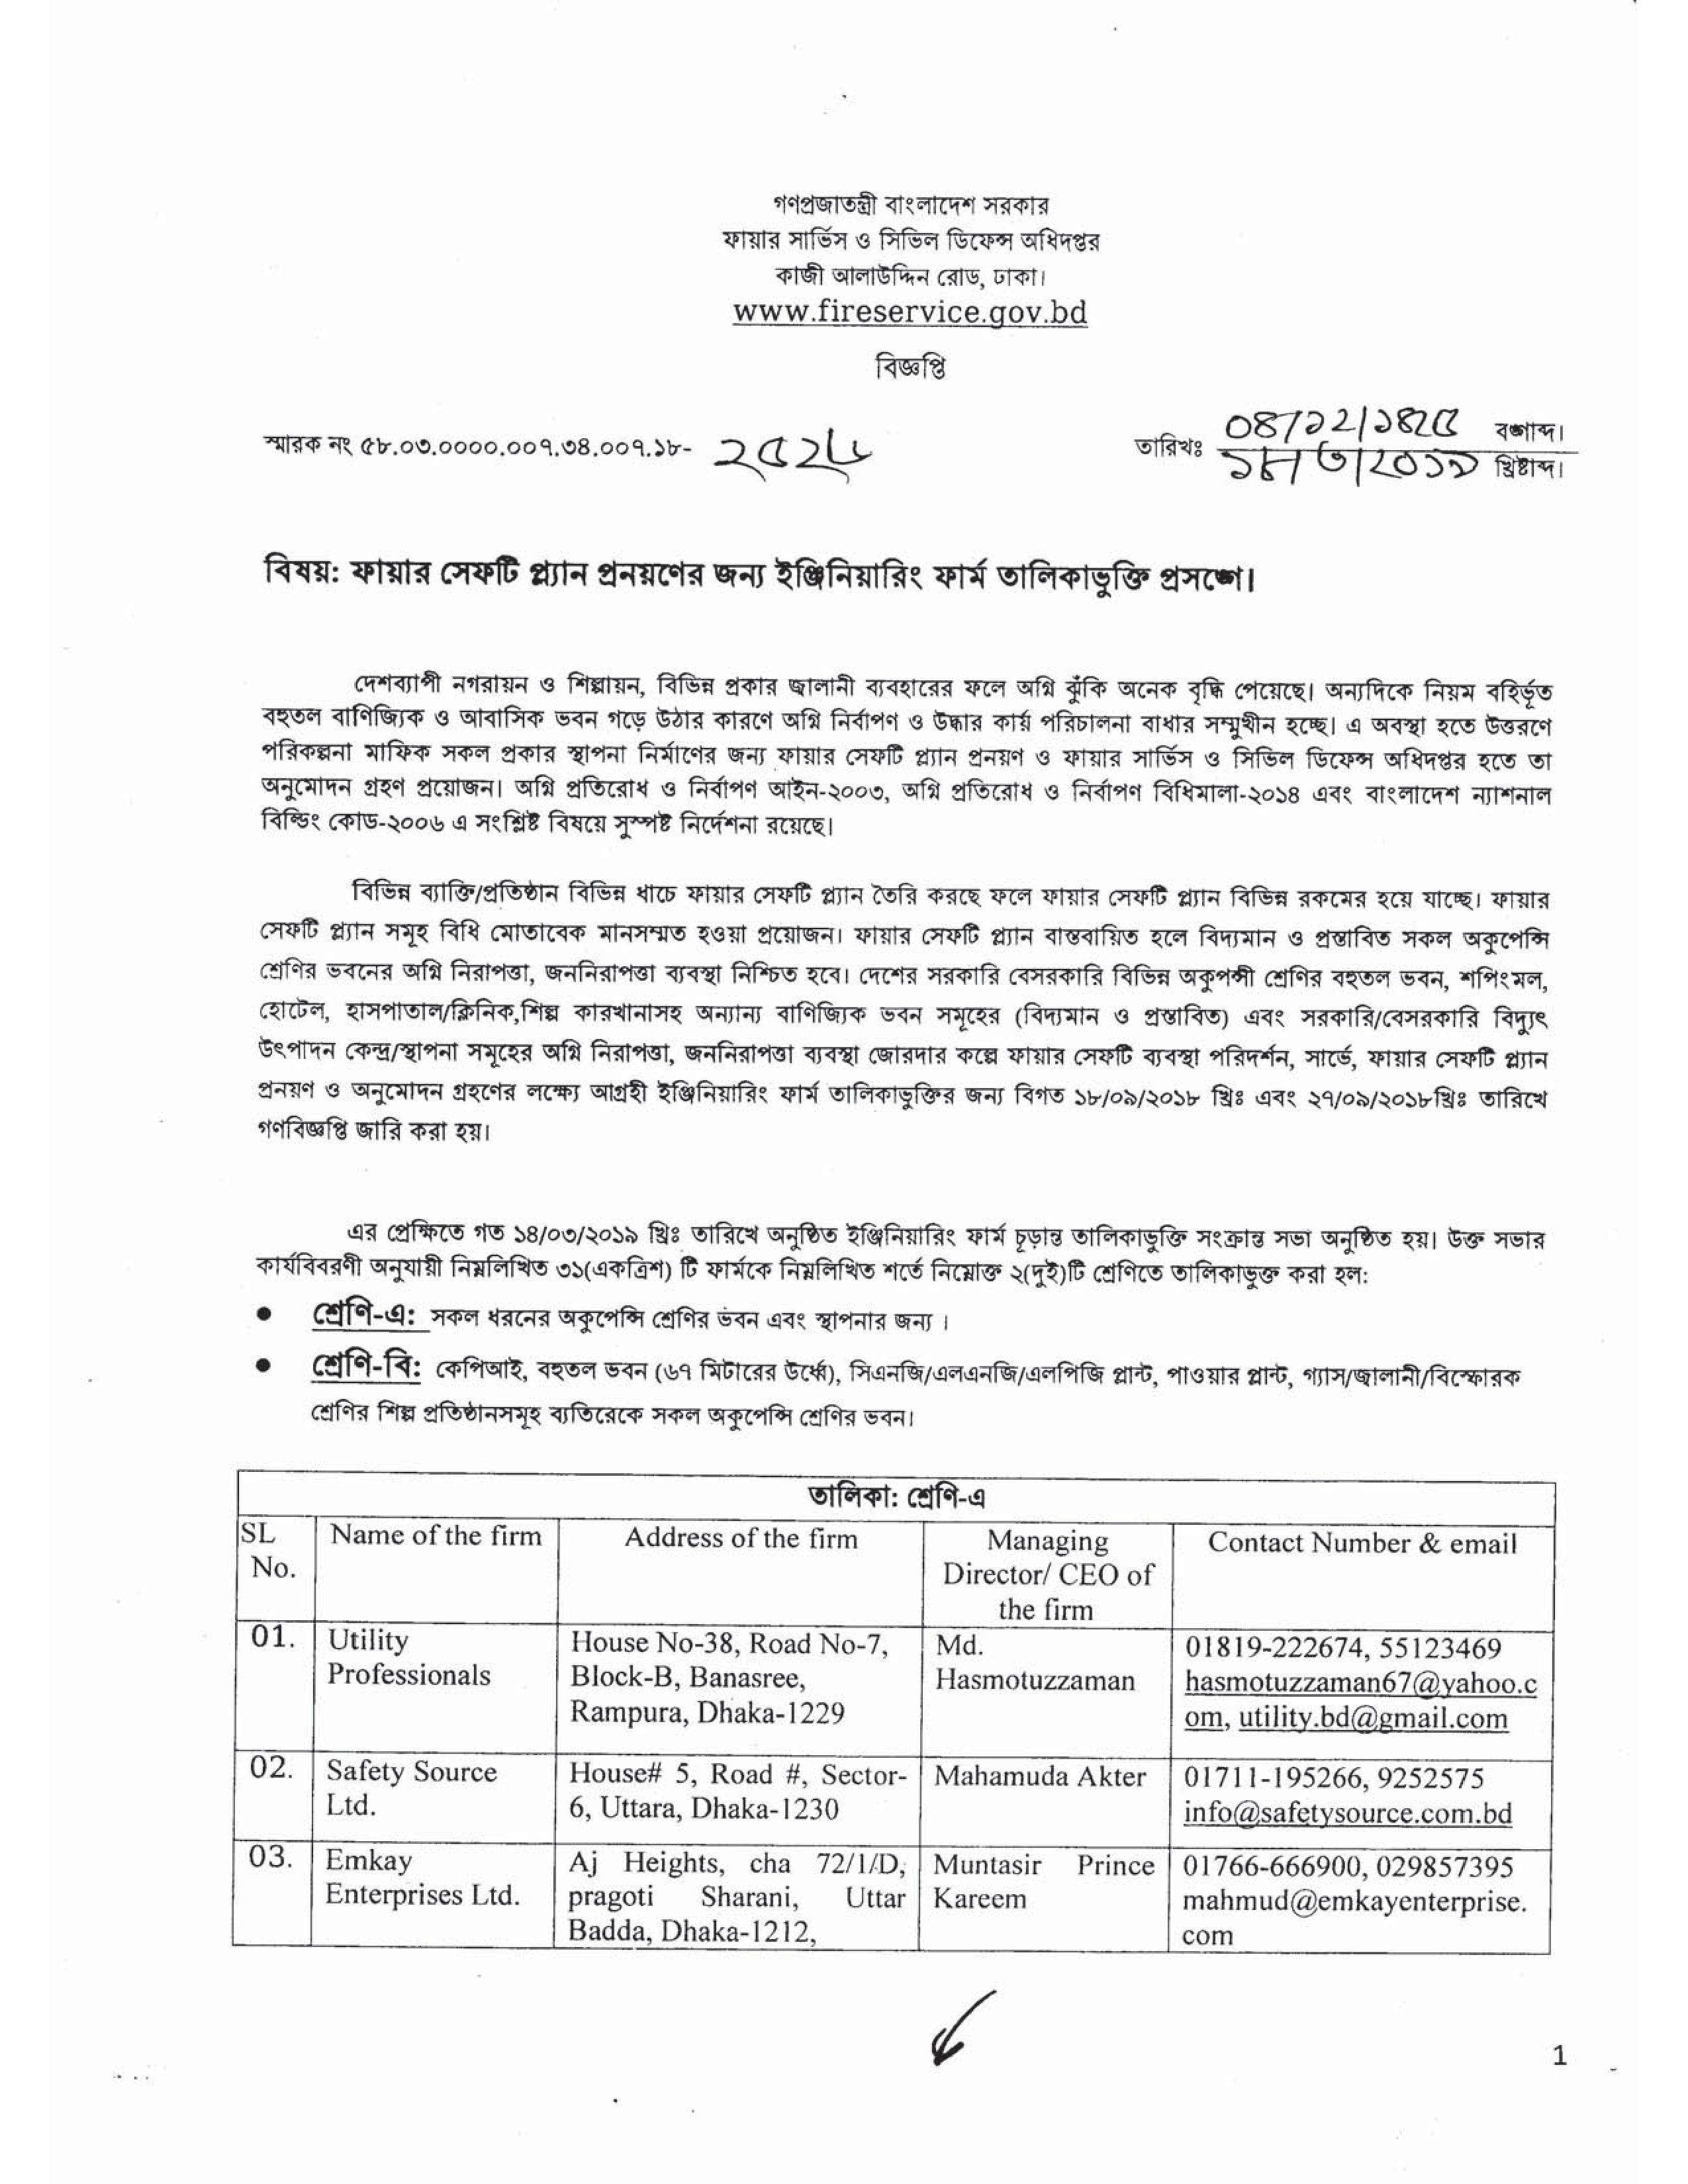 গণপ্রজাতন্ত্রী বাংলাদেশ সরকার
ফায়ার সার্ভিস ও সিভিল ডিফেন্স অধিদপ্তর
কাজী আলাউদ্দিন রোড, ঢাকা।
www.fireservice.gov.bd
বিজ্ঞপ্তি
স্মারক নং ৫৮.০৩.০০০০.০০৭.৩৪.০০৭.১৮- ২৫২৬
তারিখঃ ০৪/১২/১৪২৫ বঙ্গাব্দ।
১৮/৩/২০১৯ খ্রিষ্টাব্দ।
বিষয়: ফায়ার সেফটি প্ল্যান প্রনয়ণের জন্য ইঞ্জিনিয়ারিং ফার্ম তালিকাভুক্তি প্রসঙ্গে।
দেশব্যাপী নগরায়ন ও শিল্পায়ন, বিভিন্ন প্রকার জ্বালানী ব্যবহারের ফলে অগ্নি ঝুঁকি অনেক বৃদ্ধি পেয়েছে। অন্যদিকে নিয়ম বহির্ভূত
বহুতল বাণিজ্যিক ও আবাসিক ভবন গড়ে উঠার কারণে অগ্নি নির্বাপণ ও উদ্ধার কার্য পরিচালনা বাধার সম্মুখীন হচ্ছে। এ অবস্থা হতে উত্তরণে
পরিকল্পনা মাফিক সকল প্রকার স্থাপনা নির্মাণের জন্য ফায়ার সেফটি প্ল্যান প্রনয়ণ ও ফায়ার সার্ভিস ও সিভিল ডিফেন্স অধিদপ্তর হতে তা
অনুমোদন গ্রহণ প্রয়োজন। অগ্নি প্রতিরোধ ও নির্বাপণ আইন-২০০৩, অগ্নি প্রতিরোধ ও নির্বাপণ বিধিমালা-২০১৪ এবং বাংলাদেশ ন্যাশনাল
বিল্ডিং কোড-২০০৬ এ সংশ্লিষ্ট বিষয়ে সুস্পষ্ট নির্দেশনা রয়েছে।
বিভিন্ন ব্যাক্তি/প্রতিষ্ঠান বিভিন্ন ধাচে ফায়ার সেফটি প্ল্যান তৈরি করছে ফলে ফায়ার সেফটি প্ল্যান বিভিন্ন রকমের হয়ে যাচ্ছে। ফায়ার
সেফটি প্ল্যান সমূহ বিধি মোতাবেক মানসম্মত হওয়া প্রয়োজন। ফায়ার সেফটি প্ল্যান বাস্তবায়িত হলে বিদ্যমান ও প্রস্তাবিত সকল অকুপেন্সি
শ্রেণির ভবনের অগ্নি নিরাপত্তা, জননিরাপত্তা ব্যবস্থা নিশ্চিত হবে। দেশের সরকারি বেসরকারি বিভিন্ন অকুপন্সী শ্রেণির বহুতল ভবন, শপিংমল,
হোটেল, হাসপাতাল/ক্লিনিক,শিল্প কারখানাসহ অন্যান্য বাণিজ্যিক ভবন সমূহের (বিদ্যমান ও প্রস্তাবিত) এবং সরকারি/বেসরকারি বিদ্যুৎ
উৎপাদন কেন্দ্র/স্থাপনা সমূহের অগ্নি নিরাপত্তা, জননিরাপত্তা ব্যবস্থা জোরদার কল্পে ফায়ার সেফটি ব্যবস্থা পরিদর্শন, সার্ভে, ফায়ার সেফটি প্ল্যান
প্রনয়ণ ও অনুমোদন গ্রহণের লক্ষ্যে আগ্রহী ইঞ্জিনিয়ারিং ফার্ম তালিকাভুক্তির জন্য বিগত ১৮/০৯/২০১৮ খ্রিঃ এবং ২৭/০৯/২০১৮খ্রিঃ তারিখে
গণবিজ্ঞপ্তি জারি করা হয়।
এর প্রেক্ষিতে গত ১৪/০৩/২০১৯ খ্রিঃ তারিখে অনুষ্ঠিত ইঞ্জিনিয়ারিং ফার্ম চূড়ান্ত তালিকাভুক্তি সংক্রান্ত সভা অনুষ্ঠিত হয়। উক্ত সভার
কার্যবিবরণী অনুযায়ী নিম্নলিখিত ৩১(একত্রিশ) টি ফার্মকে নিম্নলিখিত শর্তে নিম্নোক্ত ২(দুই)টি শ্রেণিতে তালিকাভুক্ত করা হল:
• শ্রেণি-এ: সকল ধরনের অকুপেন্সি শ্রেণির ভবন এবং স্থাপনার জন্য ।
• শ্রেণি-বি: কেপিআই, বহুতল ভবন (৬৭ মিটারের উর্ধ্বে), সিএনজি/এলএনজি/এলপিজি প্লান্ট, পাওয়ার প্লান্ট, গ্যাস/জ্বালানী/বিস্ফোরক
শ্রেণির শিল্প প্রতিষ্ঠানসমূহ ব্যতিরেকে সকল অকুপেন্সি শ্রেণির ভবন।
তালিকা: শ্রেণি-এ
SL No. Name of the firm Address of the firm Managing Director/ CEO of the firm Contact Number & email
01. Utility Professionals House No-38, Road No-7, Block-B, Banasree, Rampura, Dhaka-1229 Md. Hasmotuzzaman 01819-222674, 55123469 hasmotuzzaman67@yahoo.com, utility.bd@gmail.com
02. Safety Source Ltd. House# 5, Road #, Sector-6, Uttara, Dhaka-1230 Mahamuda Akter 01711-195266, 9252575 info@safetysource.com.bd
03. Emkay Enterprises Ltd. Aj Heights, cha 72/1/D, pragoti Sharani, Uttar Badda, Dhaka-1212, Muntasir Prince Kareem 01766-666900, 029857395 mahmud@emkayenterprise.com
1